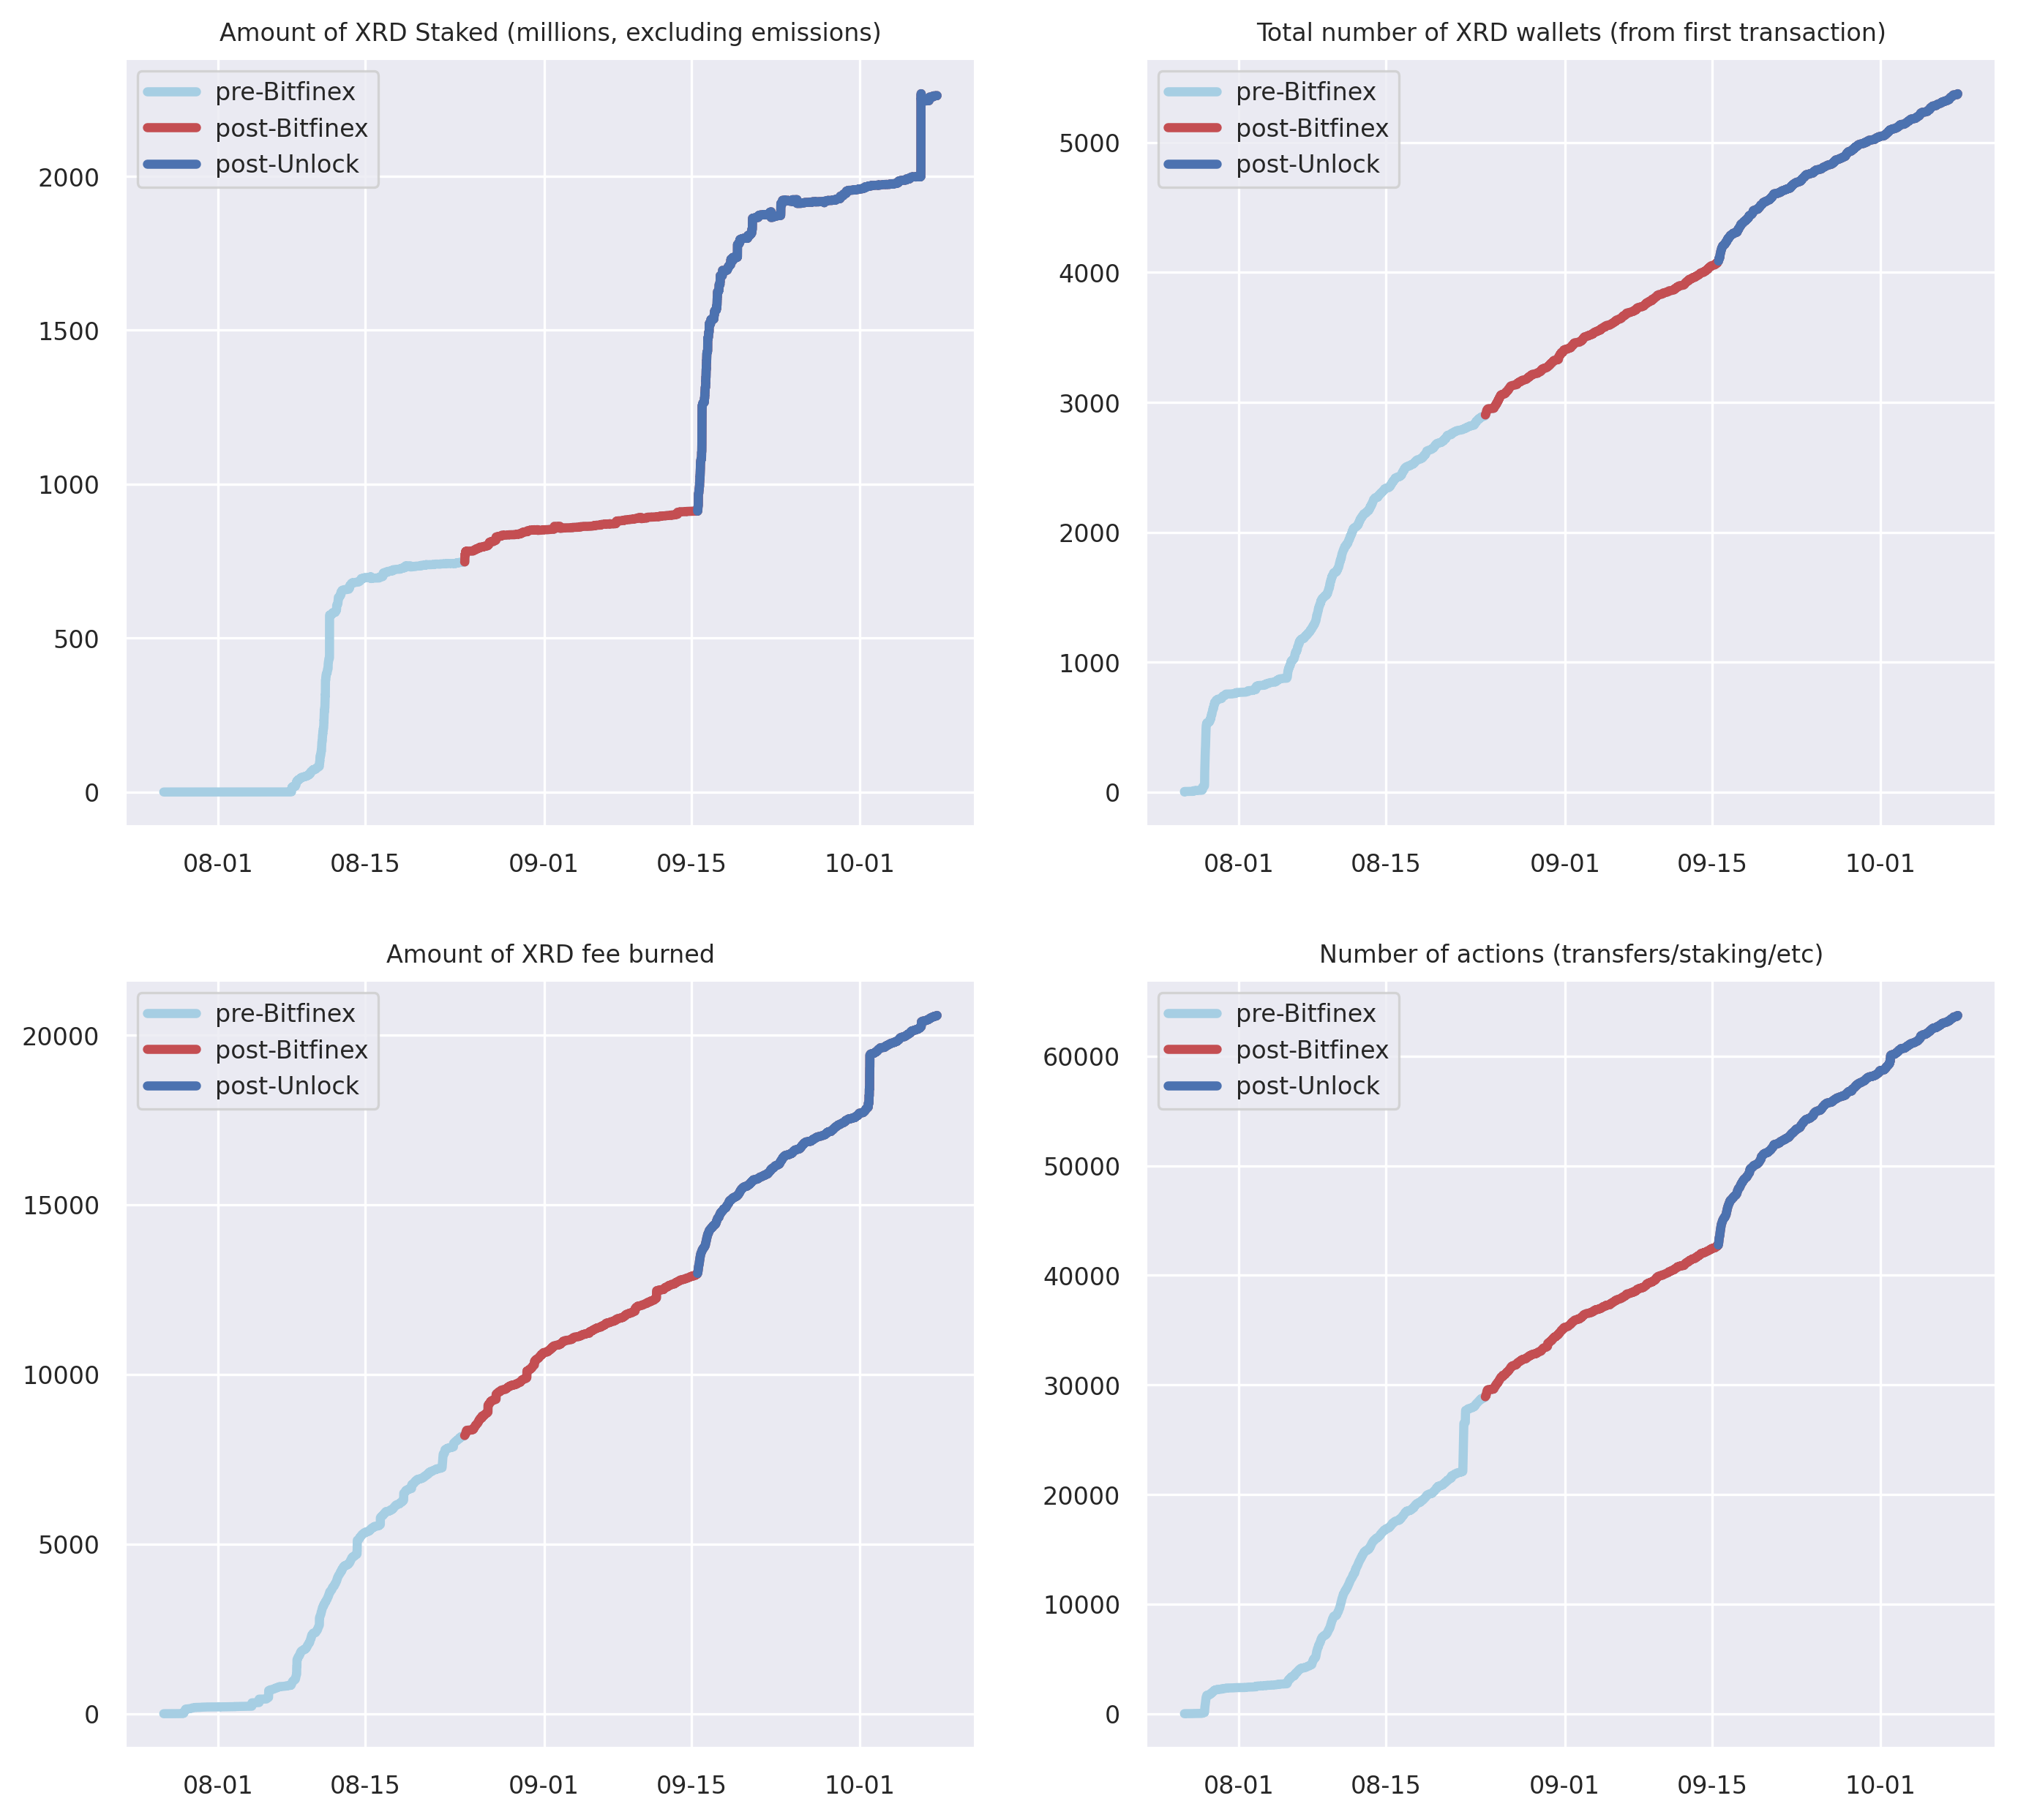 Amount of XRD Staked (millions, excluding emissions)
pre-Bitfinex
post-Bitfinex
post-Unlock
2000
1500
1000
500
0
08-01 08-15 09-01 09-15 10-01
Total number of XRD wallets (from first transaction)
pre-Bitfinex
post-Bitfinex
post-Unlock
5000
4000
3000
2000
1000
0
08-01 08-15 09-01 09-15 10-01
Amount of XRD fee burned
pre-Bitfinex
post-Bitfinex
post-Unlock
20000
15000
10000
5000
0
08-01 08-15 09-01 09-15 10-01
Number of actions (transfers/staking/etc)
pre-Bitfinex
post-Bitfinex
post-Unlock
60000
50000
40000
30000
20000
10000
0
08-01 08-15 09-01 09-15 10-01